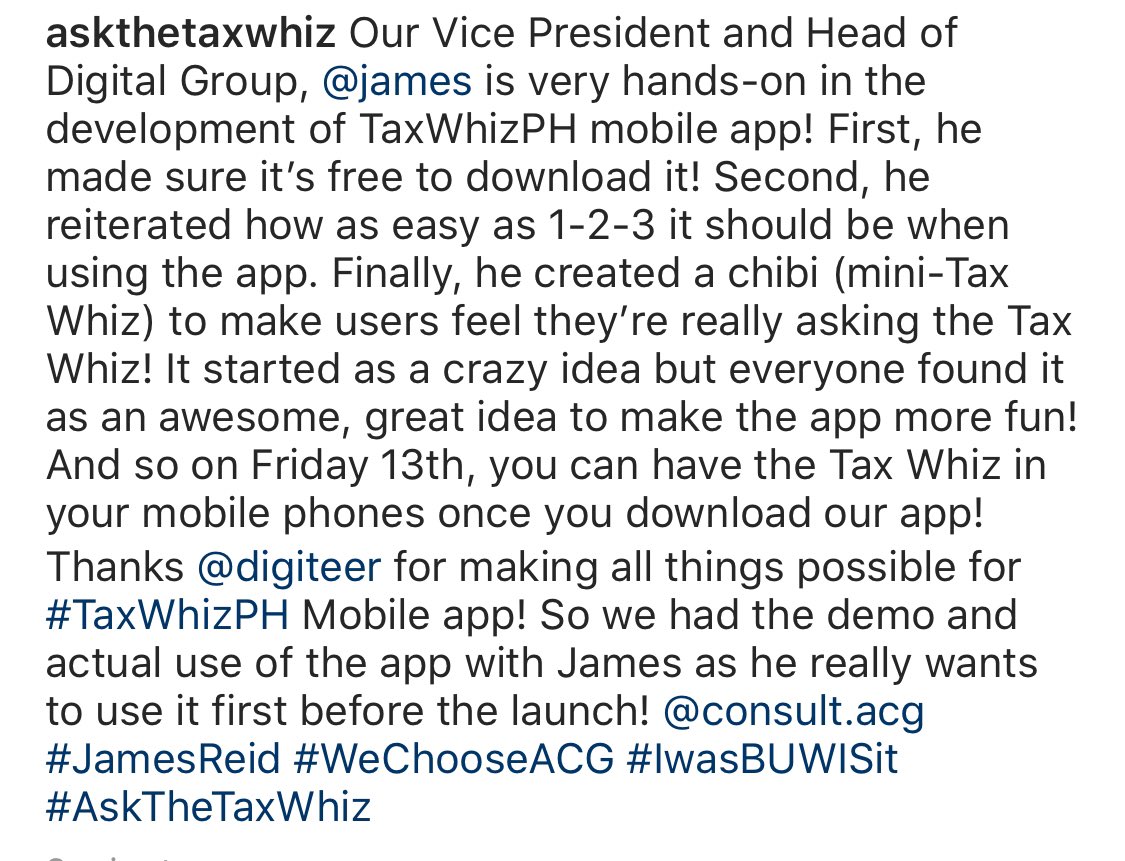 askthetaxwhiz Our Vice President and Head of
Digital Group, @james is very hands-on in the
development of TaxWhizPH mobile app! First, he
made sure it’s free to download it! Second, he
reiterated how as easy as 1-2-3 it should be when
using the app. Finally, he created a chibi (mini-Tax
Whiz) to make users feel they’re really asking the Tax
Whiz! It started as a crazy idea but everyone found it
as an awesome, great idea to make the app more fun!
And so on Friday 13th, you can have the Tax Whiz in
your mobile phones once you download our app!
Thanks @digiteer for making all things possible for
#TaxWhizPH Mobile app! So we had the demo and
actual use of the app with James as he really wants
to use it first before the launch! @consult.acg
#JamesReid #WeChooseACG #IwasBUWISit
#AskTheTaxWhiz